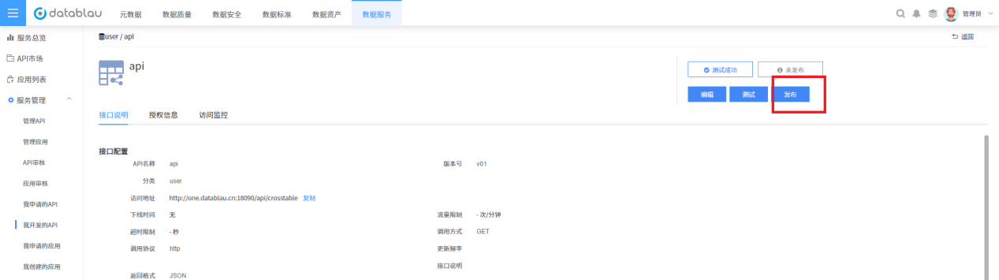 datablau 元数据 数据质量 数据安全 数据标准 数据资产 数据服务 管理员
服务总览
API市场
应用列表
服务管理
管理API
管理应用
API审核
应用审核
我申请的API
我开发的API
我申请的应用
我创建的应用
user / api 返回
api
测试成功 未发布
编辑 测试 发布
接口说明 授权信息 访问监控
接口配置
API名称 api 版本号 v01
分类 user
访问地址 http://one.datablau.cn:18090/api/crosstable 复制
下线时间 无 流量限制 - 次/分钟
超时限制 - 秒 调用方式 GET
调用协议 http 更新频率
接口说明
返回格式 JSON